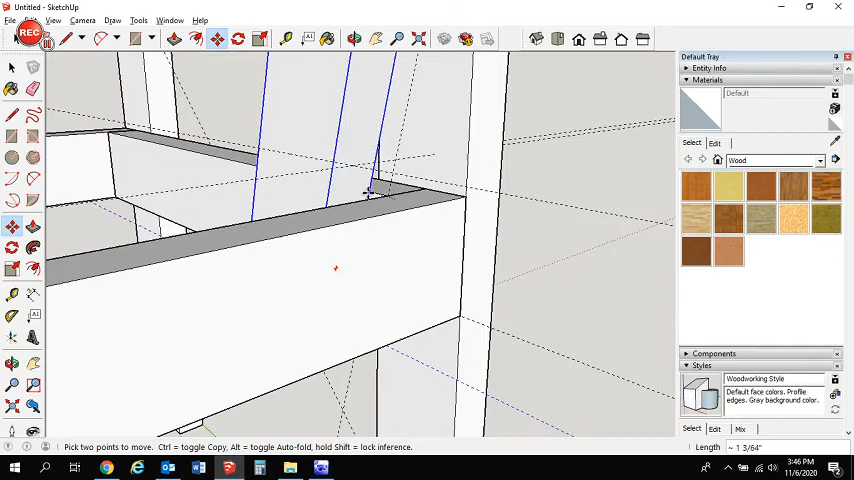 Untitled - SketchUp
File Edit View Camera Draw Tools Window Help
REC
Default Tray
Entity Info
Materials
Default
Select Edit
Wood
Components
Styles
Woodworking Style
Default face colors. Profile
edges. Gray background color.
Select Edit Mix
Pick two points to move. Ctrl = toggle Copy, Alt = toggle Auto-fold, hold Shift = lock inference.
Length ~ 1 3/64"
3:46 PM
11/6/2020